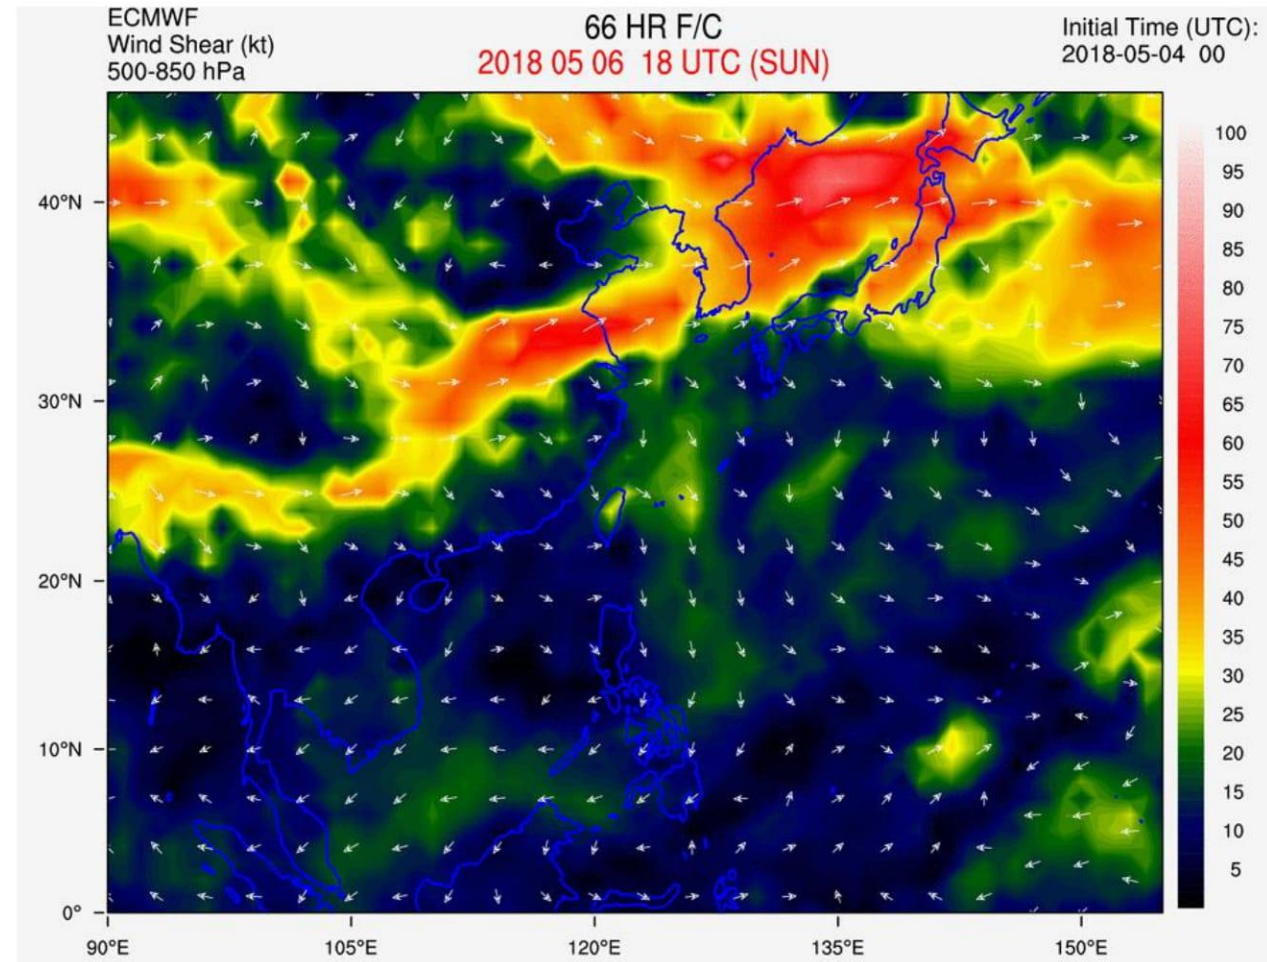 ECMWF
Wind Shear (kt)
500-850 hPa
66 HR F/C
2018 05 06 18 UTC (SUN)
Initial Time (UTC):
2018-05-04 00
40°N
30°N
20°N
10°N
0°
90°E
105°E
120°E
135°E
150°E
100
95
90
85
80
75
70
65
60
55
50
45
40
35
30
25
20
15
10
5